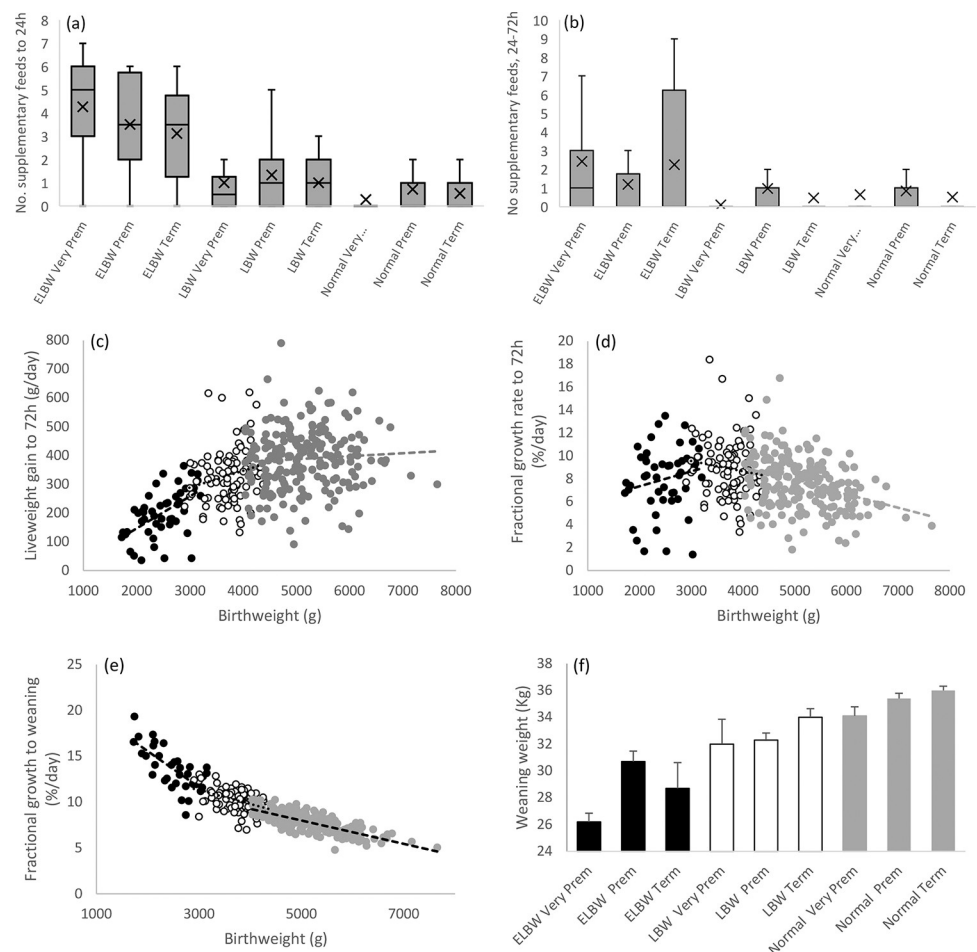 (a)
No. supplementary feeds to 24h
8
7
6
5
4
3
2
1
0
ELBW Very Prem
ELBW Prem
ELBW Term
LBW Very Prem
LBW Prem
LBW Term
Normal Very...
Normal Prem
Normal Term
(b)
No supplementary feeds, 24-72h
10
9
8
7
6
5
4
3
2
1
0
ELBW Very Prem
ELBW Prem
ELBW Term
LBW Very Prem
LBW Prem
LBW Term
Normal Very...
Normal Prem
Normal Term
(c)
Liveweight gain to 72h (g/day)
800
700
600
500
400
300
200
100
0
1000 2000 3000 4000 5000 6000 7000 8000
Birthweight (g)
(d)
Fractional growth rate to 72h
(%/day)
20
18
16
14
12
10
8
6
4
2
0
1000 2000 3000 4000 5000 6000 7000 8000
Birthweight (g)
(e)
Fractional growth to weaning
(%/day)
25
20
15
10
5
0
1000 3000 5000 7000
Birthweight (g)
(f)
Weaning weight (Kg)
38
36
34
32
30
28
26
24
ELBW Very Prem
ELBW Prem
ELBW Term
LBW Very Prem
LBW Prem
LBW Term
Normal Very Prem
Normal Prem
Normal Term